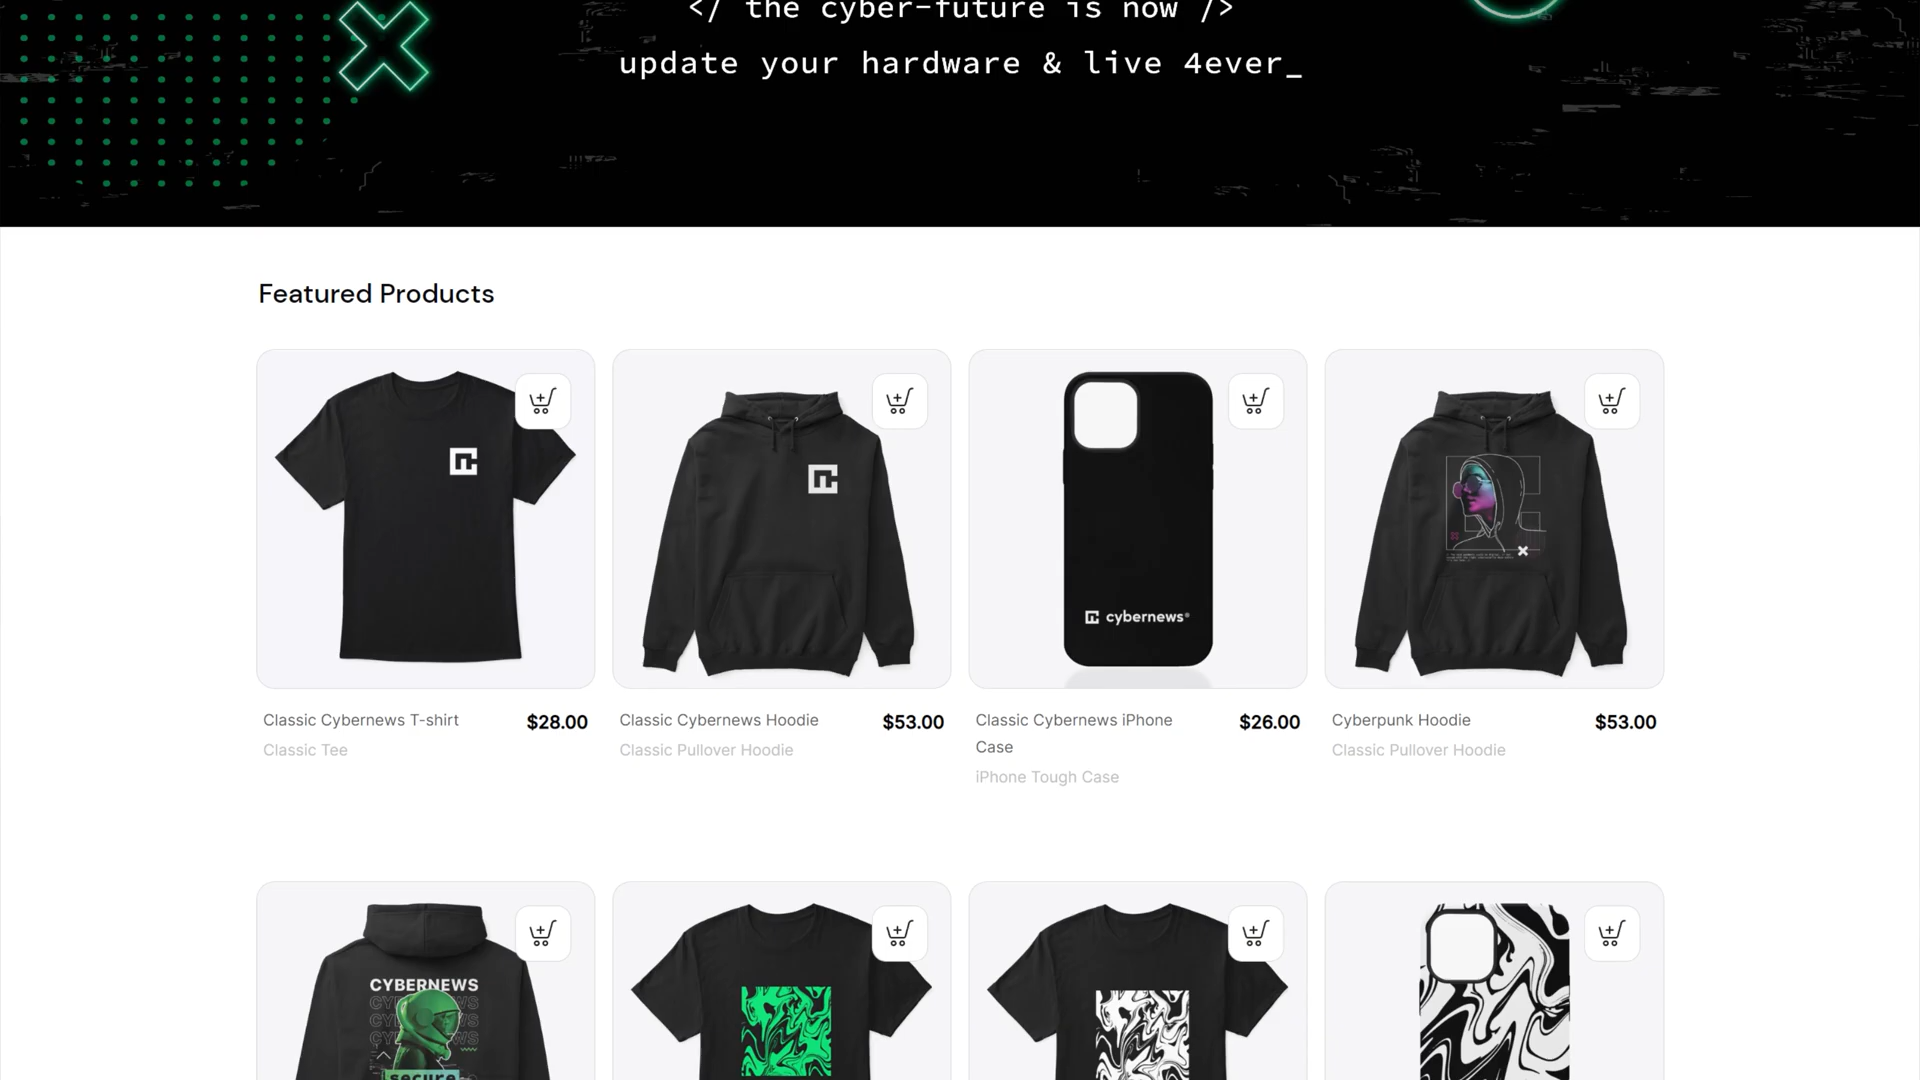 </ the cyber-future is now />
update your hardware & live 4ever_
Featured Products
cybernews®
Classic Cybernews T-shirt $28.00
Classic Tee
Classic Cybernews Hoodie $53.00
Classic Pullover Hoodie
Classic Cybernews iPhone $26.00
Case
iPhone Tough Case
Cyberpunk Hoodie $53.00
Classic Pullover Hoodie
CYBERNEWS
secure